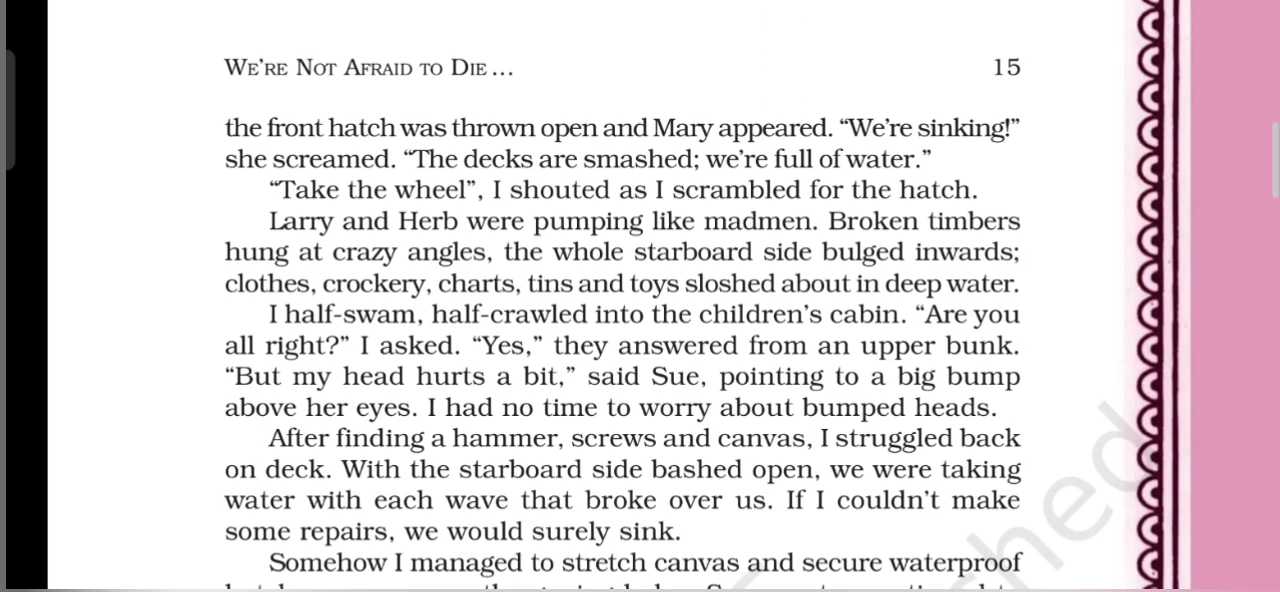 WE'RE NOT AFRAID TO DIE... 15
the front hatch was thrown open and Mary appeared. “We're sinking!”
she screamed. “The decks are smashed; we're full of water.”
“Take the wheel”, I shouted as I scrambled for the hatch.
Larry and Herb were pumping like madmen. Broken timbers
hung at crazy angles, the whole starboard side bulged inwards;
clothes, crockery, charts, tins and toys sloshed about in deep water.
I half-swam, half-crawled into the children's cabin. “Are you
all right?” I asked. “Yes,” they answered from an upper bunk.
“But my head hurts a bit,” said Sue, pointing to a big bump
above her eyes. I had no time to worry about bumped heads.
After finding a hammer, screws and canvas, I struggled back
on deck. With the starboard side bashed open, we were taking
water with each wave that broke over us. If I couldn't make
some repairs, we would surely sink.
Somehow I managed to stretch canvas and secure waterproof
shed